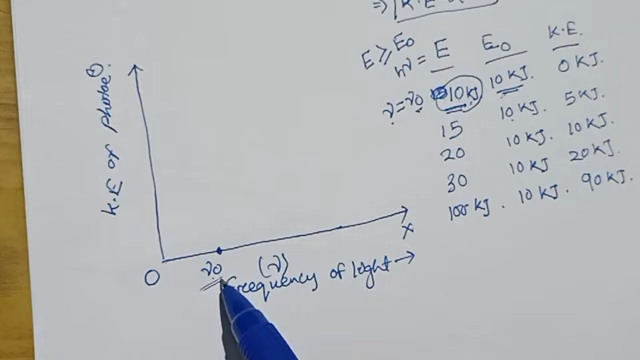 => K.E
E ≥ E₀
hν = E E₀ K.E.
ν = ν₀ 10 KJ 10 KJ. 0 KJ
15 10 KJ. 5 KJ
20 10 KJ. 10 KJ.
30 10 KJ 20 KJ.
100 KJ. 10 KJ. 90 KJ.
K.E of photoe⊖
O
ν₀
(ν)
X
Frequency of light →